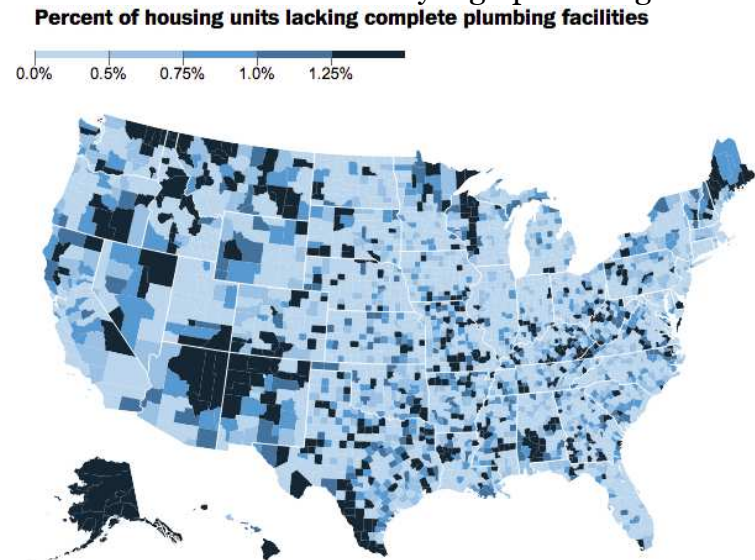 Percent of housing units lacking complete plumbing facilities
0.0% 0.5% 0.75% 1.0% 1.25%